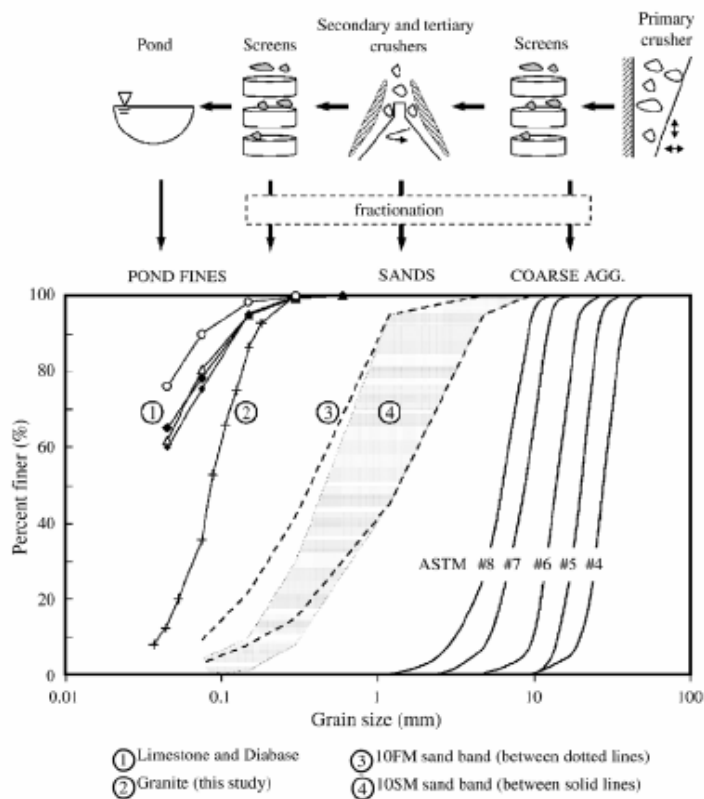 Pond
Screens
Secondary and tertiary
crushers
Screens
Primary
crusher
fractionation
POND FINES
SANDS
COARSE AGG.
100
80
60
40
20
0
Percent finer (%)
1
2
3
4
ASTM #8 #7 #6 #5 #4
0.01
0.1
1
10
100
Grain size (mm)
1 Limestone and Diabase
3 10FM sand band (between dotted lines)
2 Granite (this study)
4 10SM sand band (between solid lines)